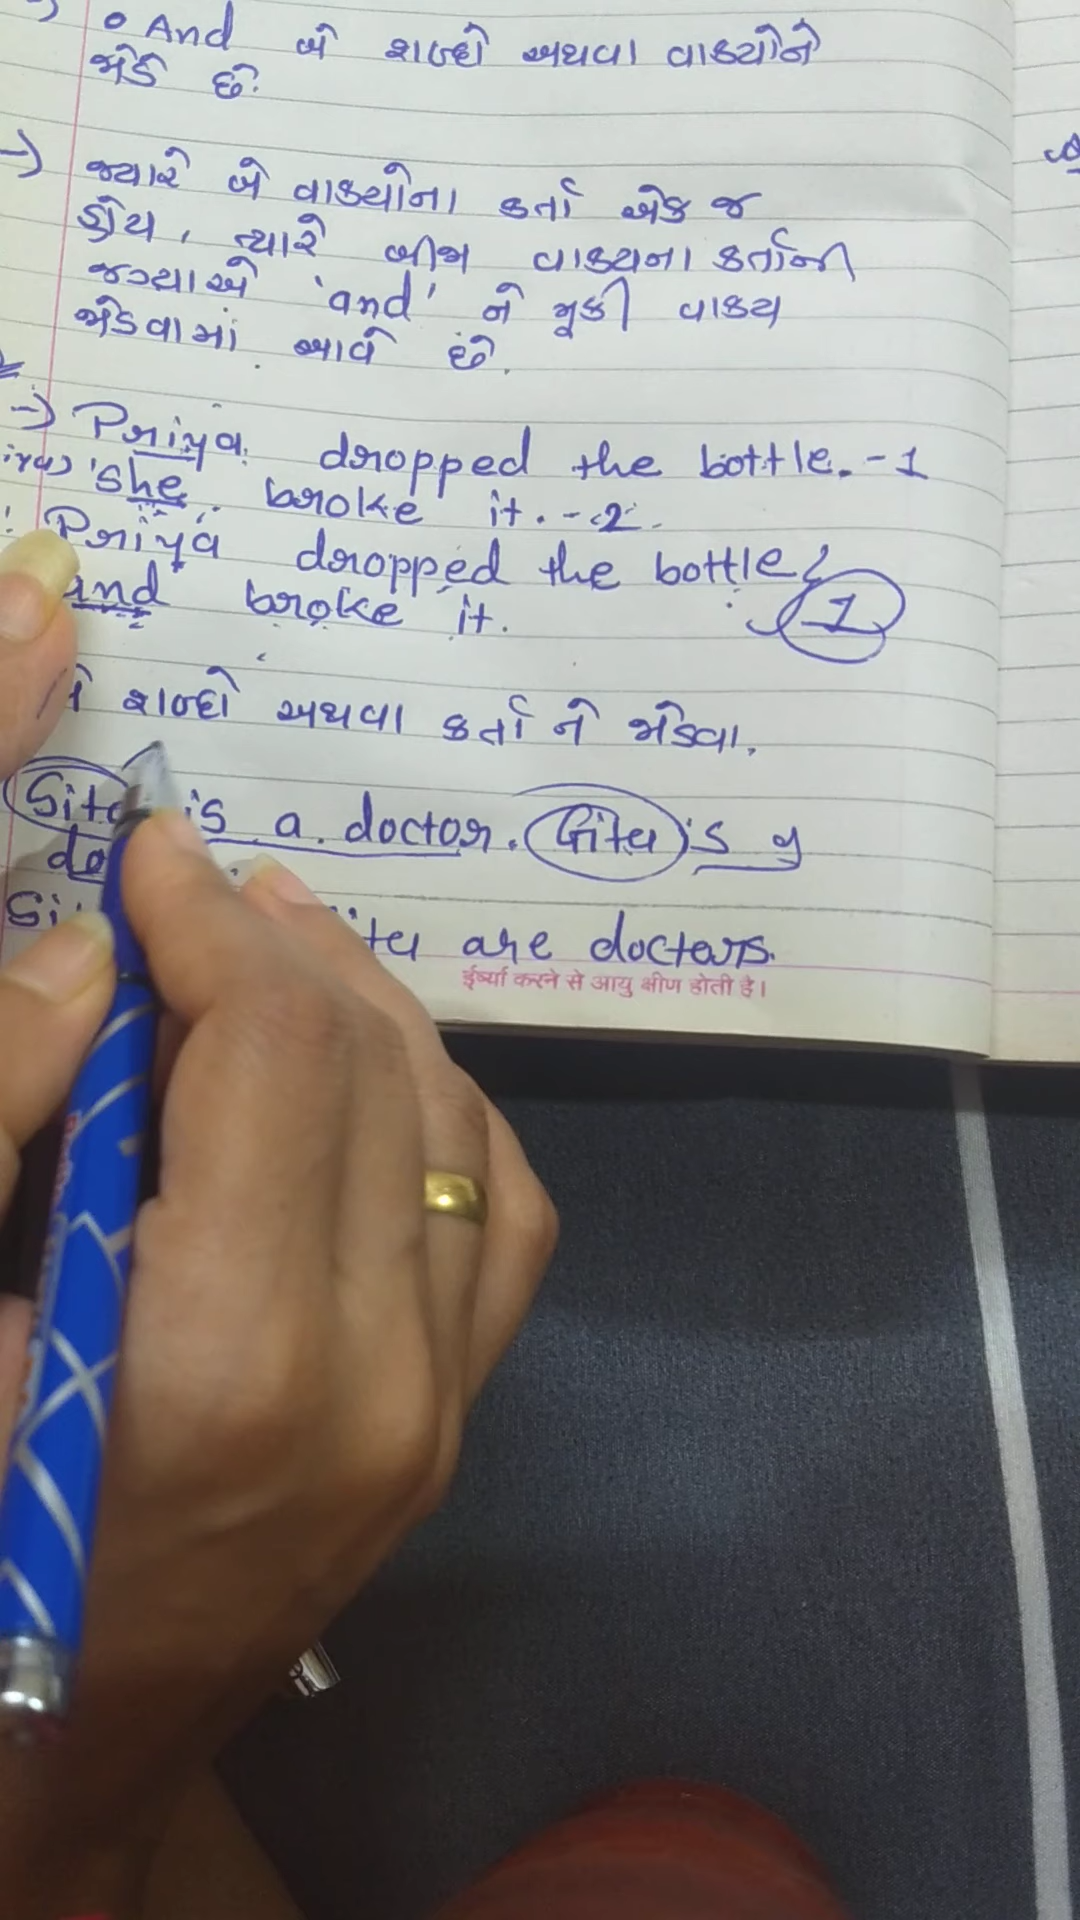 • And બે શબ્દો અથવા વાક્યોને
જોડે છે.
→ જ્યારે બે વાક્યોના કર્તા એક જ
હોય, ત્યારે બીજા વાક્યના કર્તાની
જગ્યાએ 'and' ને મૂકી વાક્ય
જોડવામાં આવે છે.
→ Priya dropped the bottle. - 1
She broke it. - 2.
Priya dropped the bottle
and broke it. 1
શબ્દો અથવા કર્તા ને જોડવા.
Sita is a doctor. Gita is a
are doctors.
ईर्ष्या करने से आयु क्षीण होती है।